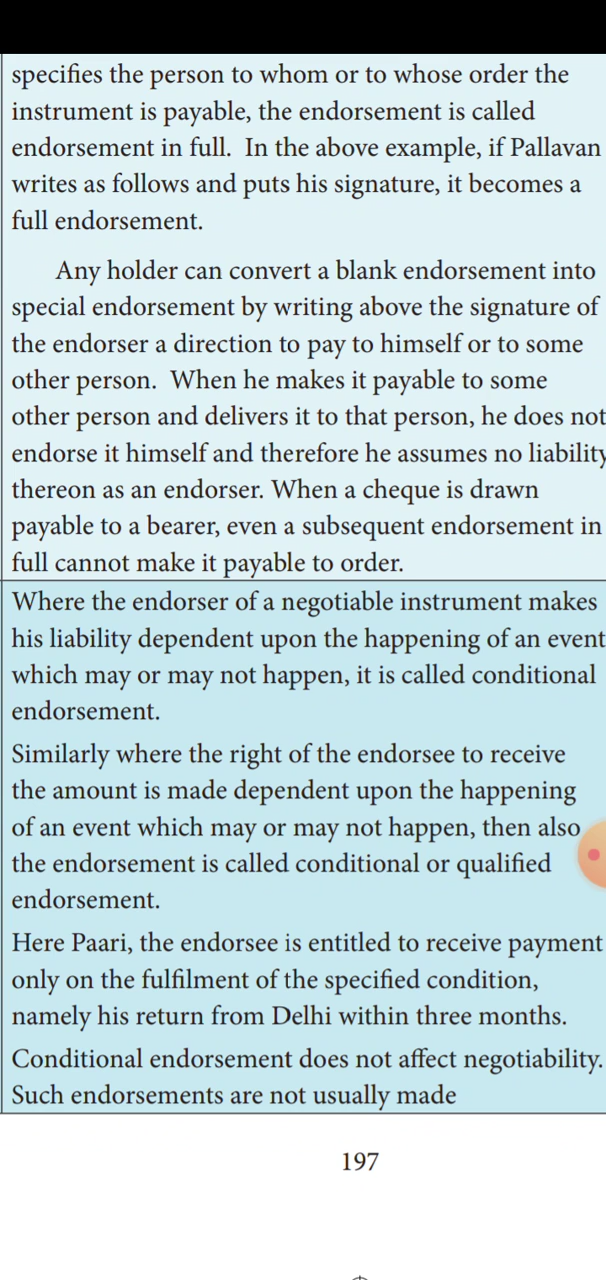 specifies the person to whom or to whose order the
instrument is payable, the endorsement is called
endorsement in full. In the above example, if Pallavan
writes as follows and puts his signature, it becomes a
full endorsement.
Any holder can convert a blank endorsement into
special endorsement by writing above the signature of
the endorser a direction to pay to himself or to some
other person. When he makes it payable to some
other person and delivers it to that person, he does not
endorse it himself and therefore he assumes no liability
thereon as an endorser. When a cheque is drawn
payable to a bearer, even a subsequent endorsement in
full cannot make it payable to order.
Where the endorser of a negotiable instrument makes
his liability dependent upon the happening of an event
which may or may not happen, it is called conditional
endorsement.
Similarly where the right of the endorsee to receive
the amount is made dependent upon the happening
of an event which may or may not happen, then also
the endorsement is called conditional or qualified
endorsement.
Here Paari, the endorsee is entitled to receive payment
only on the fulfilment of the specified condition,
namely his return from Delhi within three months.
Conditional endorsement does not affect negotiability.
Such endorsements are not usually made
197